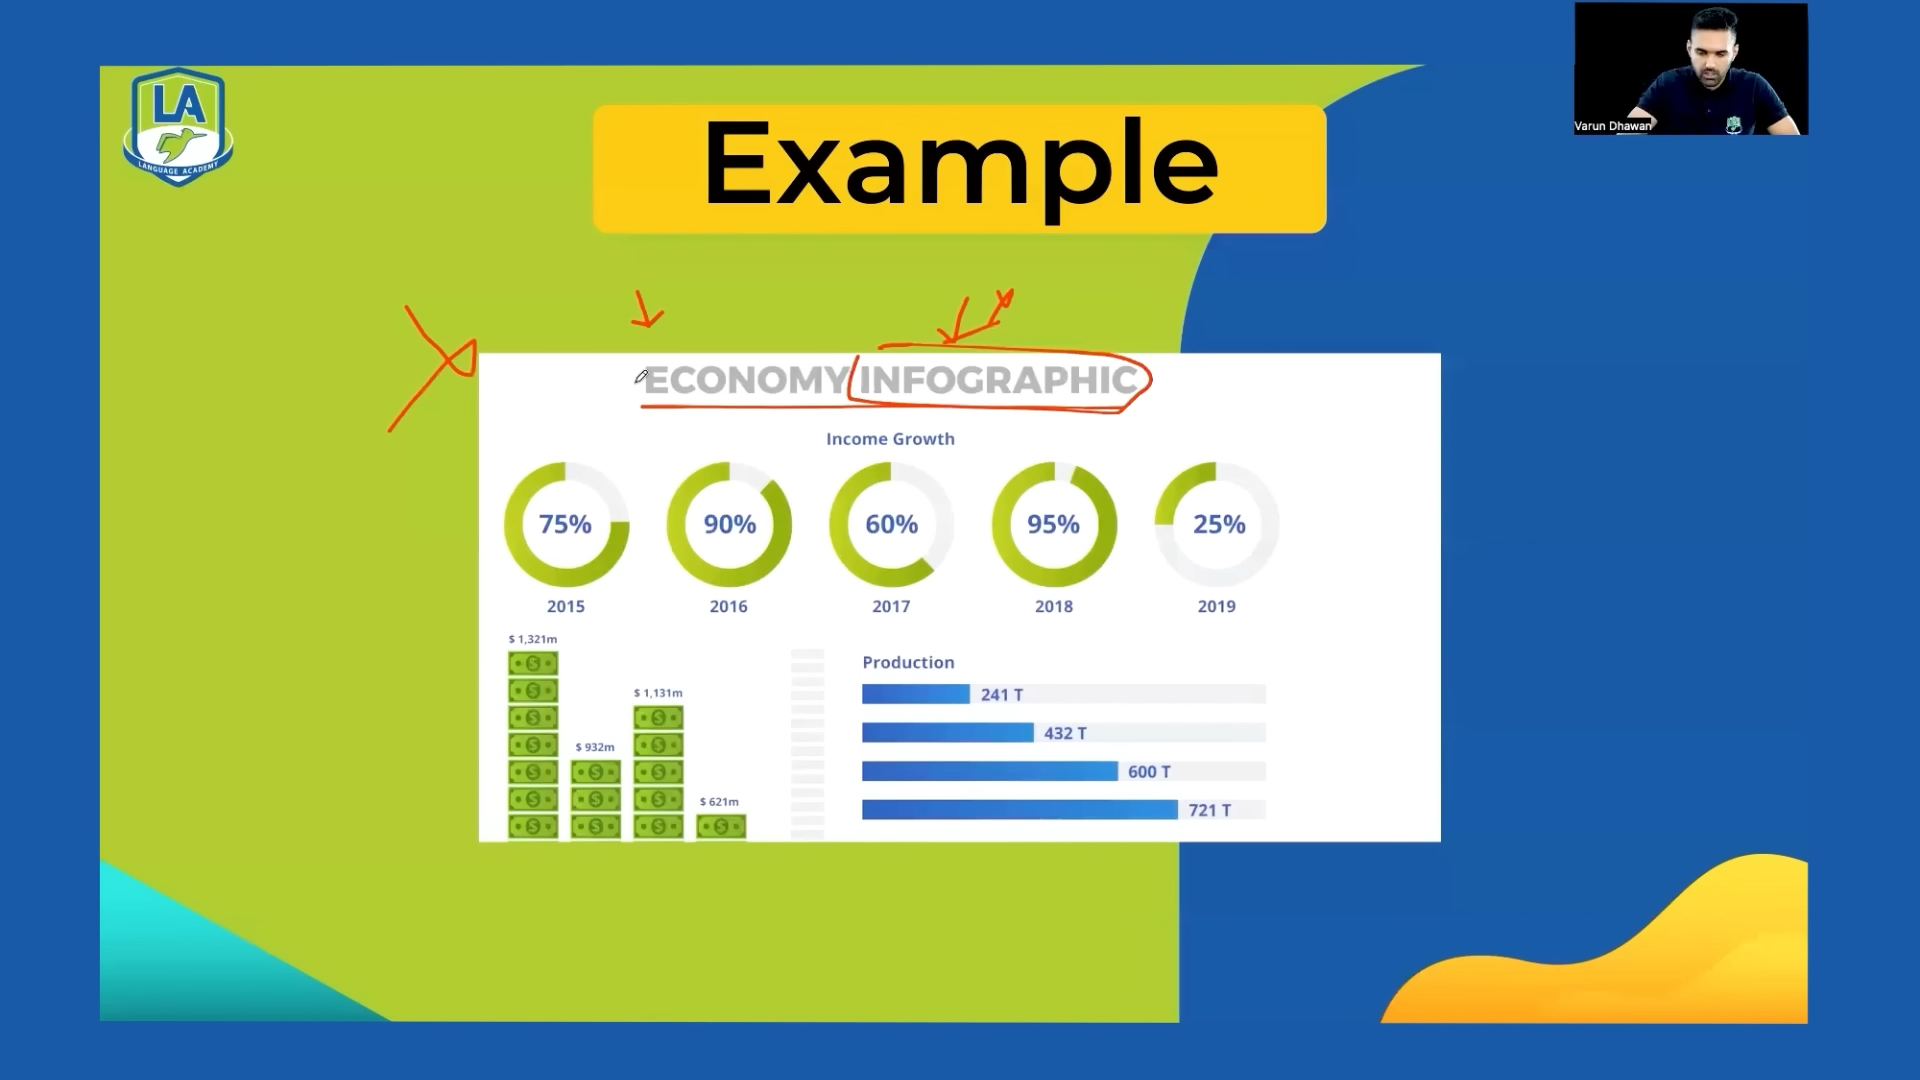 LA
LANGUAGE ACADEMY
Example
Varun Dhawan
ECONOMY INFOGRAPHIC
Income Growth
75% 90% 60% 95% 25%
2015 2016 2017 2018 2019
$ 1,321m
$ 932m
$ 1,131m
$ 621m
Production
241 T
432 T
600 T
721 T